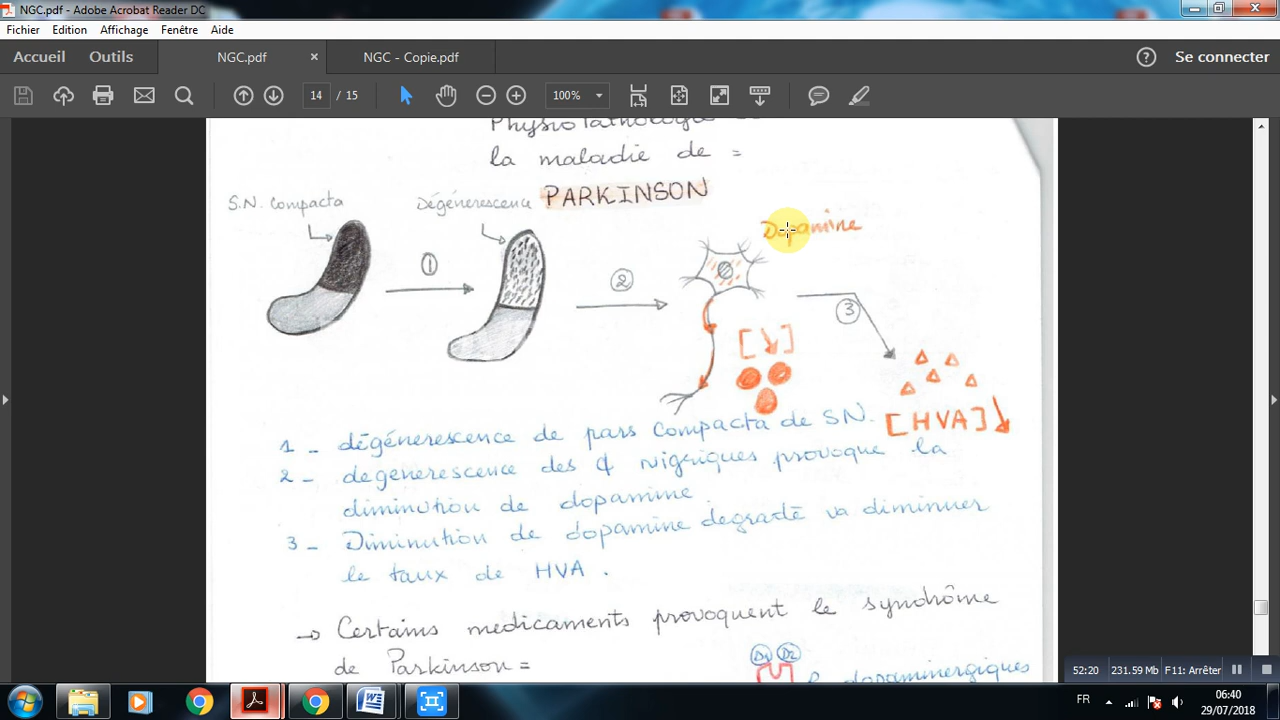 NGC.pdf - Adobe Acrobat Reader DC
Fichier Edition Affichage Fenêtre Aide
Accueil Outils NGC.pdf × NGC - Copie.pdf ? Se connecter
14 / 15 100%
PhysioPathologie
la maladie de =
PARKINSON
S.N. Compacta
Dégénerescence
Dopamine
1
2
3
[↘]
[HVA]↘
1 - dégénerescence de pars compacta de SN.
2 - degenerescence des ¢ nigériques provoque la
diminution de dopamine.
3 - Diminution de dopamine degradé va diminuer
le taux de HVA.
→ Certains medicaments provoquent le syndrôme
de Parkinson =
D1 D2
dopaminergiques
52:20 231.59 Mb F11: Arrêter
FR
06:40
29/07/2018